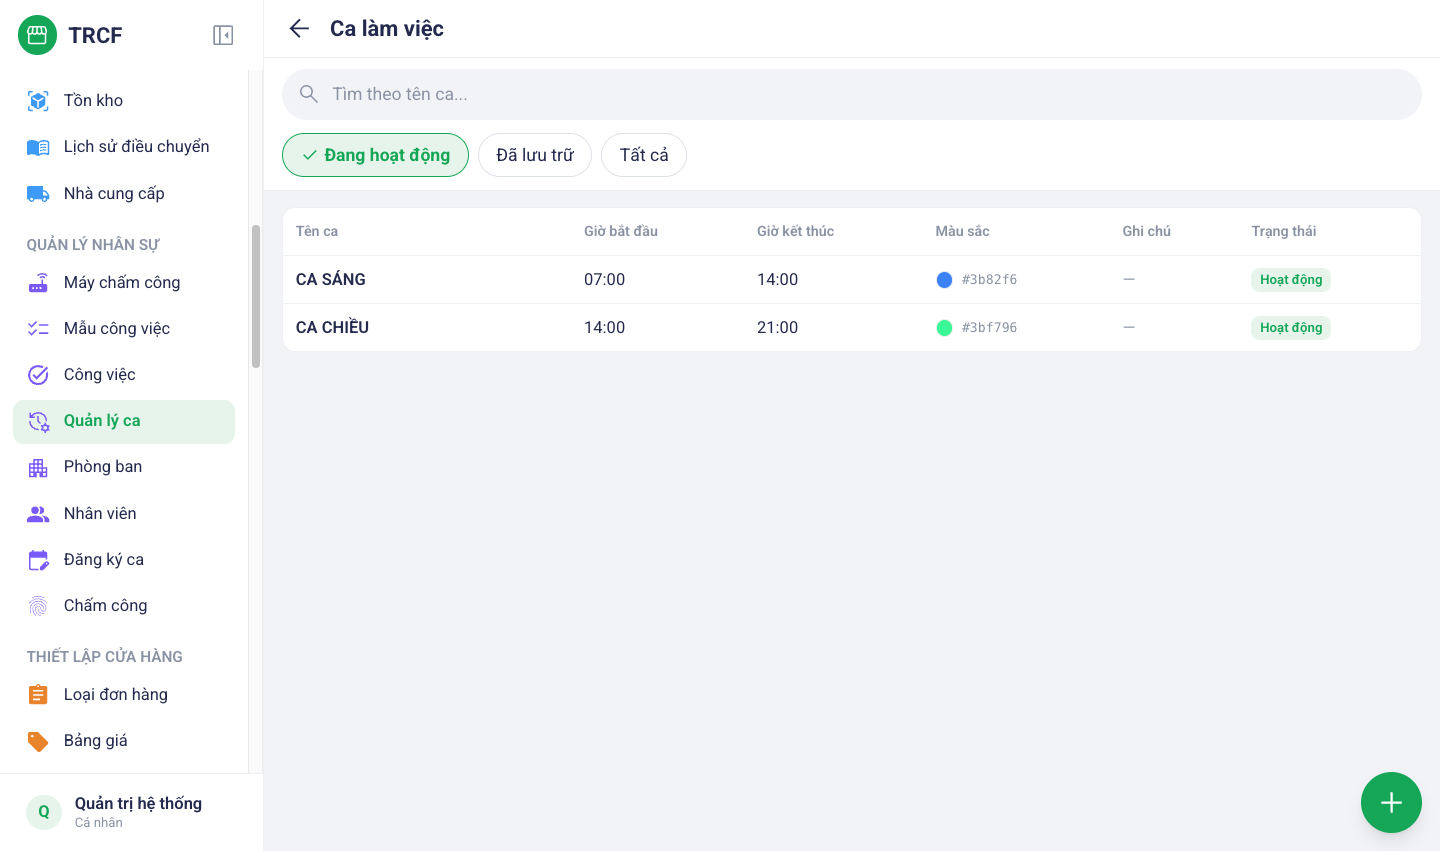 TRCF
Tồn kho
Lịch sử điều chuyển
Nhà cung cấp
QUẢN LÝ NHÂN SỰ
Máy chấm công
Mẫu công việc
Công việc
Quản lý ca
Phòng ban
Nhân viên
Đăng ký ca
Chấm công
THIẾT LẬP CỬA HÀNG
Loại đơn hàng
Bảng giá
Q
Quản trị hệ thống
Cá nhân
Ca làm việc
Tìm theo tên ca...
Đang hoạt động Đã lưu trữ Tất cả
Tên ca Giờ bắt đầu Giờ kết thúc Màu sắc Ghi chú Trạng thái
CA SÁNG 07:00 14:00 #3b82f6 — Hoạt động
CA CHIỀU 14:00 21:00 #3bf796 — Hoạt động